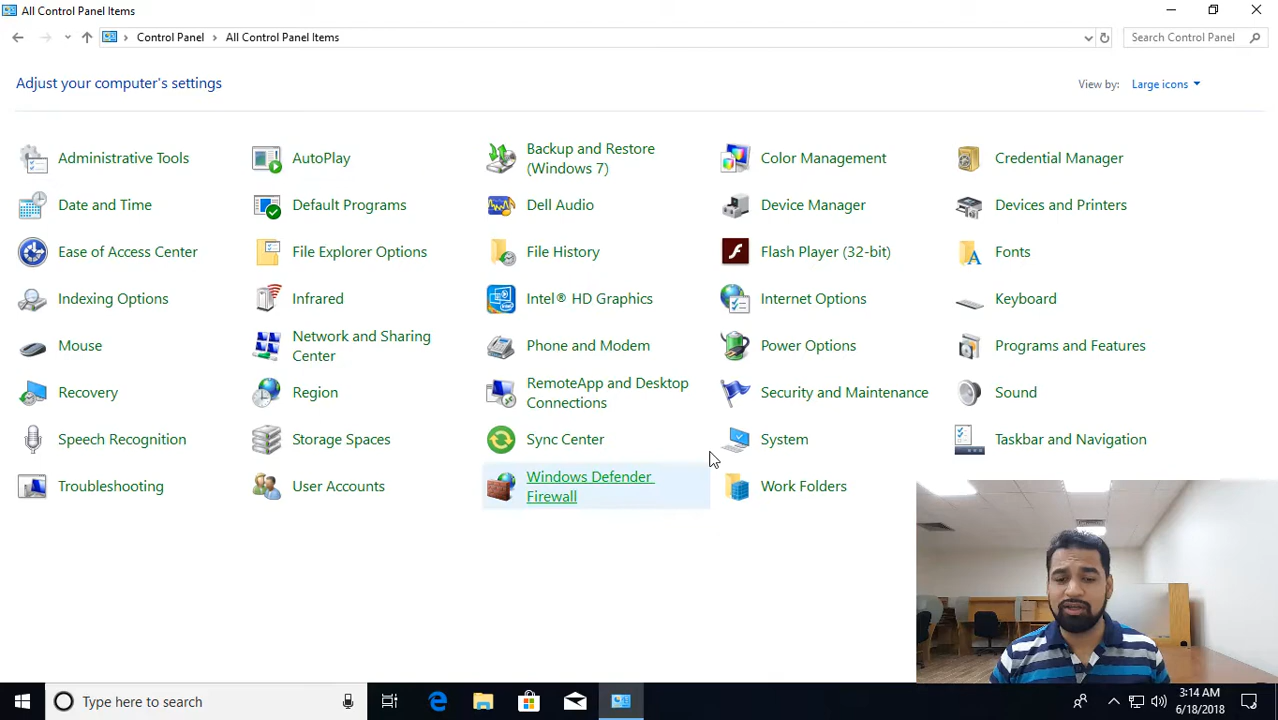 All Control Panel Items
Control Panel > All Control Panel Items
Search Control Panel
Adjust your computer's settings
View by: Large icons
Administrative Tools
AutoPlay
Backup and Restore
(Windows 7)
Color Management
Credential Manager
Date and Time
Default Programs
Dell Audio
Device Manager
Devices and Printers
Ease of Access Center
File Explorer Options
File History
Flash Player (32-bit)
Fonts
Indexing Options
Infrared
Intel® HD Graphics
Internet Options
Keyboard
Mouse
Network and Sharing
Center
Phone and Modem
Power Options
Programs and Features
Recovery
Region
RemoteApp and Desktop
Connections
Security and Maintenance
Sound
Speech Recognition
Storage Spaces
Sync Center
System
Taskbar and Navigation
Troubleshooting
User Accounts
Windows Defender
Firewall
Work Folders
Type here to search
3:14 AM
6/18/2018